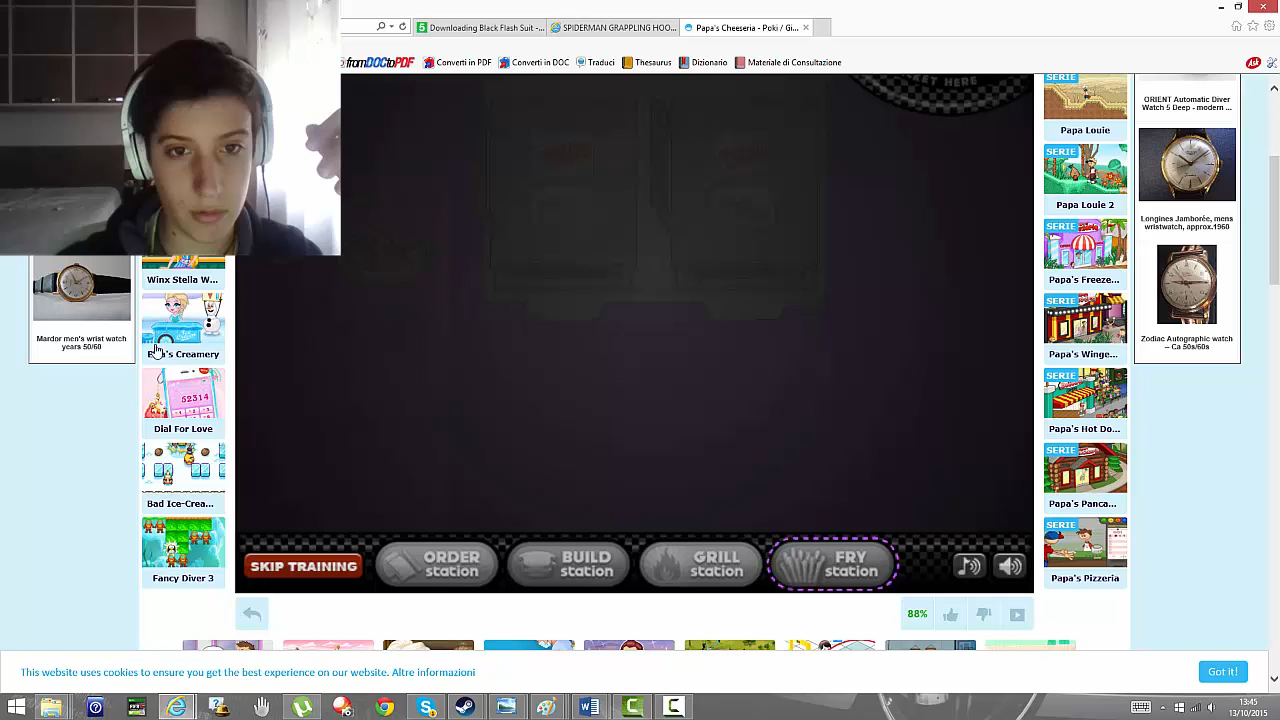 Downloading Black Flash Suit -...
SPIDERMAN GRAPPLING HOO...
Papa's Cheeseria - Poki / Gi...
fromDOCtoPDF
Converti in PDF
Converti in DOC
Traduci
Thesaurus
Dizionario
Materiale di Consultazione
Ask
Mardor men's wrist watch
years 50/60
Winx Stella W...
's Creamery
Dial For Love
52314
Bad Ice-Crea...
Fancy Diver 3
SKIP TRAINING
ORDER
station
BUILD
station
GRILL
station
FRY
station
88%
SERIE
Papa Louie
SERIE
Papa Louie 2
SERIE
Papa's Freeze...
SERIE
Papa's Winge...
SERIE
Papa's Hot Do...
SERIE
Papa's Panca...
SERIE
Papa's Pizzeria
ORIENT Automatic Diver
Watch 5 Deep - modern ...
Longines Jamborée, mens
wristwatch, approx.1960
Zodiac Automatic watch
– Ca 50s/60s
This website uses cookies to ensure you get the best experience on our website. Altre informazioni
Got it!
13:45
13/10/2015